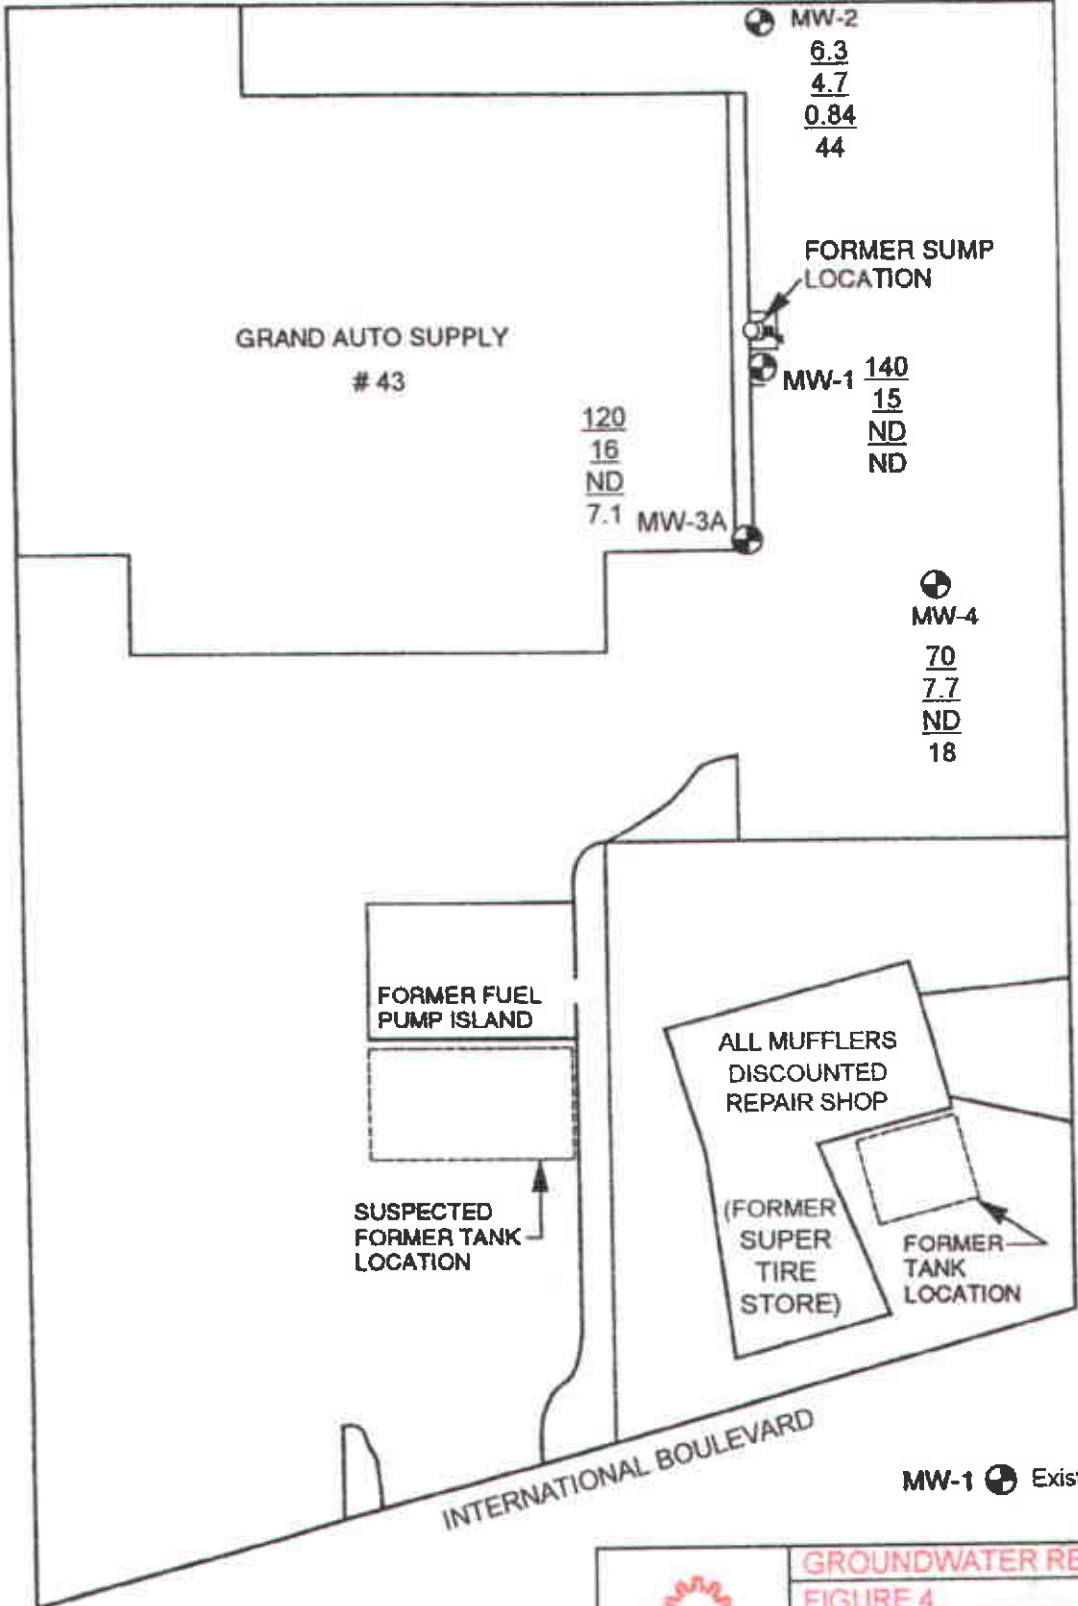 MW-2
6.3
4.7
0.84
44
FORMER SUMP
LOCATION
GRAND AUTO SUPPLY
# 43
MW-1
140
15
ND
ND
120
16
ND
7.1
MW-3A
MW-4
70
7.7
ND
18
FORMER FUEL
PUMP ISLAND
ALL MUFFLERS
DISCOUNTED
REPAIR SHOP
SUSPECTED
FORMER TANK
LOCATION
(FORMER
SUPER
TIRE
STORE)
FORMER
TANK
LOCATION
INTERNATIONAL BOULEVARD
MW-1 Exist
GROUNDWATER RE
FIGURE 4